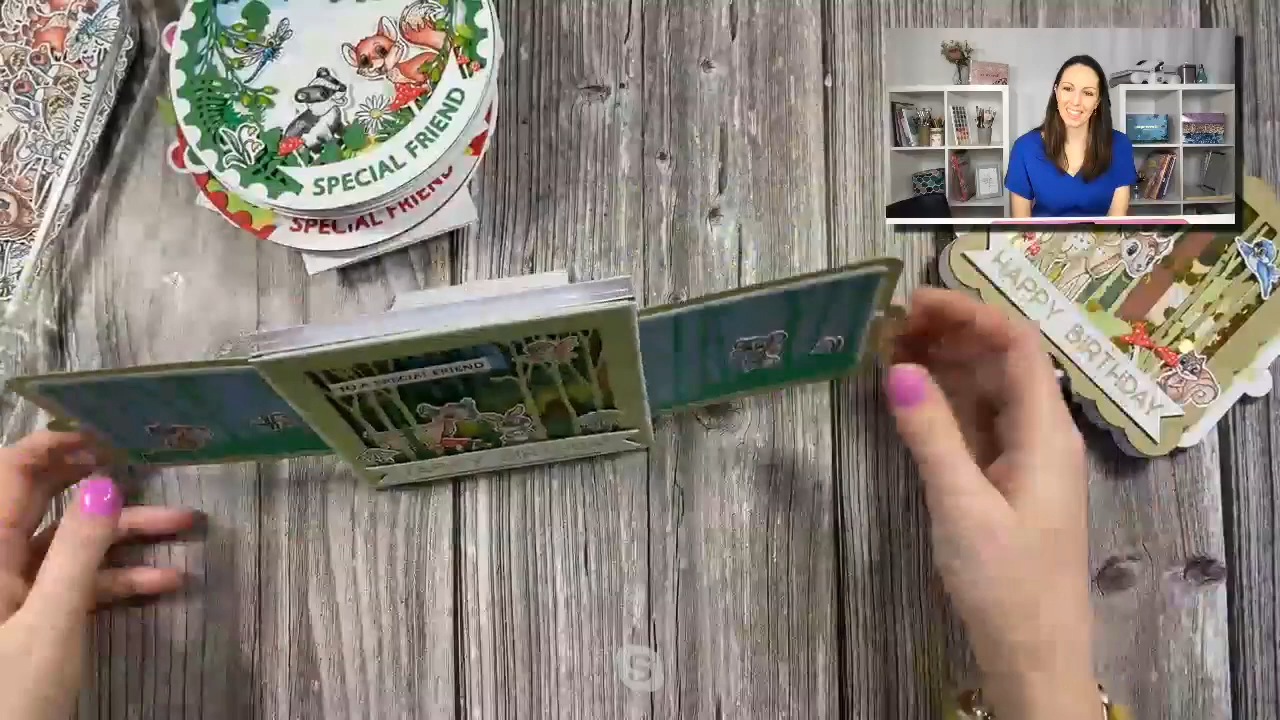 SPECIAL FRIEND
SPECIAL FRIEND
TO A SPECIAL FRIEND
HAPPY BIRTHDAY